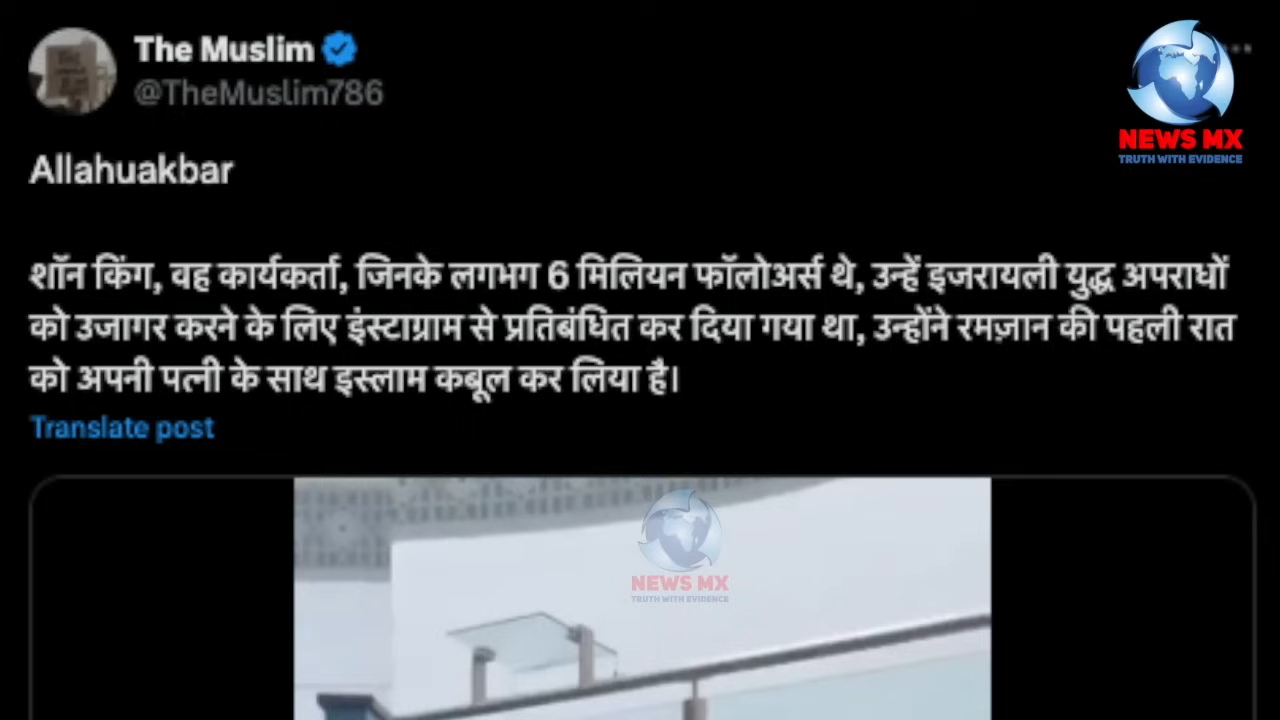 The Muslim
@TheMuslim786
NEWS MX
TRUTH WITH EVIDENCE
Allahuakbar
शॉन किंग, वह कार्यकर्ता, जिनके लगभग 6 मिलियन फॉलोअर्स थे, उन्हें इजरायली युद्ध अपराधों
को उजागर करने के लिए इंस्टाग्राम से प्रतिबंधित कर दिया गया था, उन्होंने रमज़ान की पहली रात
को अपनी पत्नी के साथ इस्लाम कबूल कर लिया है।
Translate post
NEWS MX
TRUTH WITH EVIDENCE